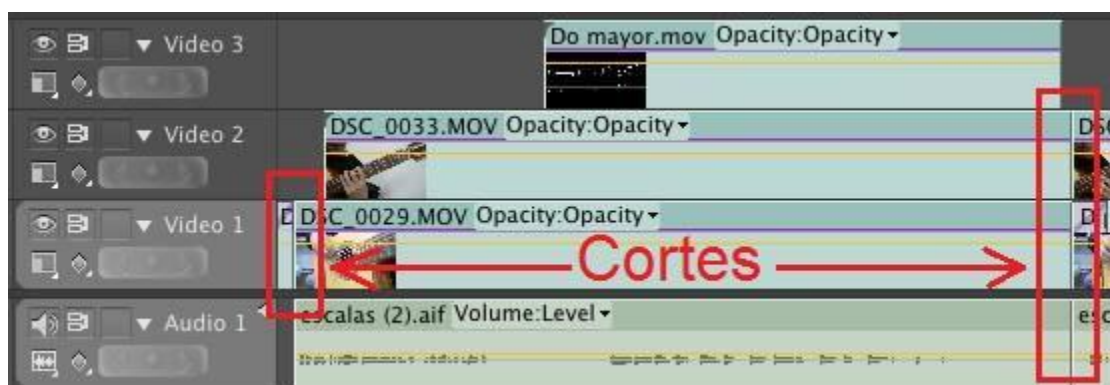 Video 3
Do mayor.mov Opacity:Opacity
Video 2
DSC_0033.MOV Opacity:Opacity
Video 1
DSC_0029.MOV Opacity:Opacity
Cortes
Audio 1
escalas (2).aif Volume:Level